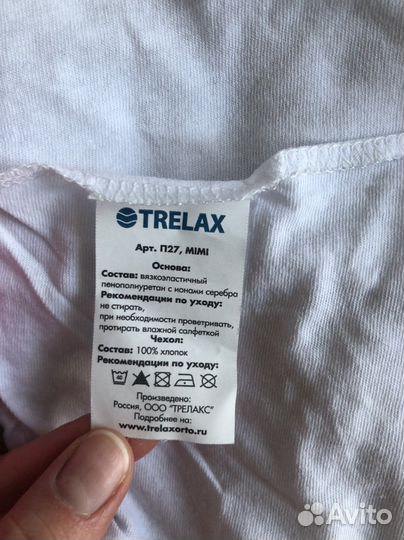 TRELAX
Арт. П27, MIMI
Основа:
Состав: вязкоэластичный
пенополиуретан с ионами серебра
Рекомендации по уходу:
не стирать,
при необходимости проветривать,
протирать влажной салфеткой
Чехол:
Состав: 100% хлопок
Рекомендации по уходу:
40
Произведено:
Россия, ООО "ТРЕЛАКС"
Подробнее на:
www.trelaxorto.ru
Avito